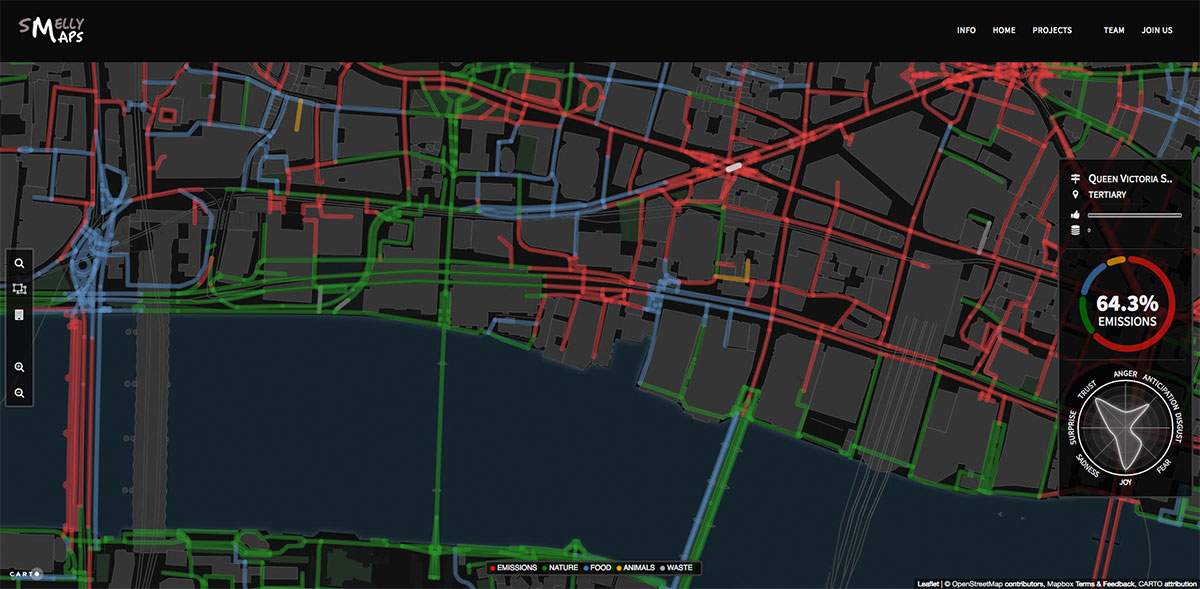 SMELLY
MAPS
INFO HOME PROJECTS TEAM JOIN US
QUEEN VICTORIA S..
TERTIARY
0
64.3%
EMISSIONS
ANGER
ANTICIPATION
DISGUST
FEAR
JOY
SADNESS
SURPRISE
TRUST
EMISSIONS NATURE FOOD ANIMALS WASTE
CARTO
Leaflet | © OpenStreetMap contributors, Mapbox Terms & Feedback, CARTO attribution